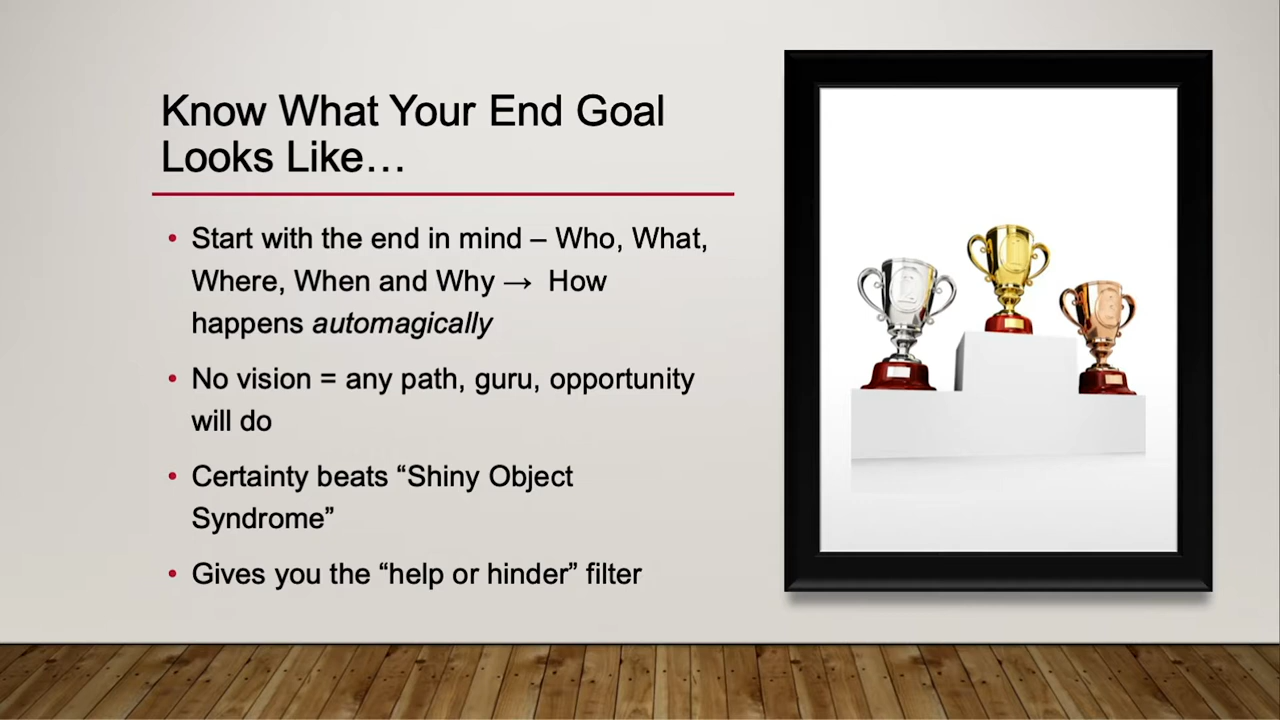 Know What Your End Goal
Looks Like…
• Start with the end in mind – Who, What,
Where, When and Why → How
happens automagically
• No vision = any path, guru, opportunity
will do
• Certainty beats “Shiny Object
Syndrome”
• Gives you the “help or hinder” filter